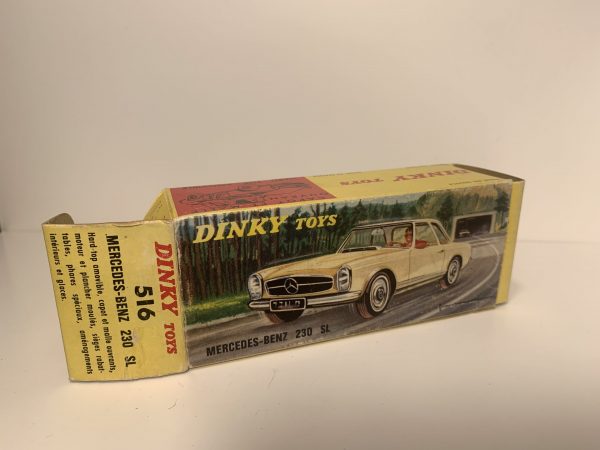 DINKY TOYS
DINKY TOYS
MERCEDES-BENZ 230 SL
DINKY TOYS
516
MERCEDES-BENZ 230 SL
Hard-top amovible, capot et malle ouvrants,
moteur et plancher moulés, sièges rabat-
tables, phares spéciaux, aménagements
intérieurs et glaces.